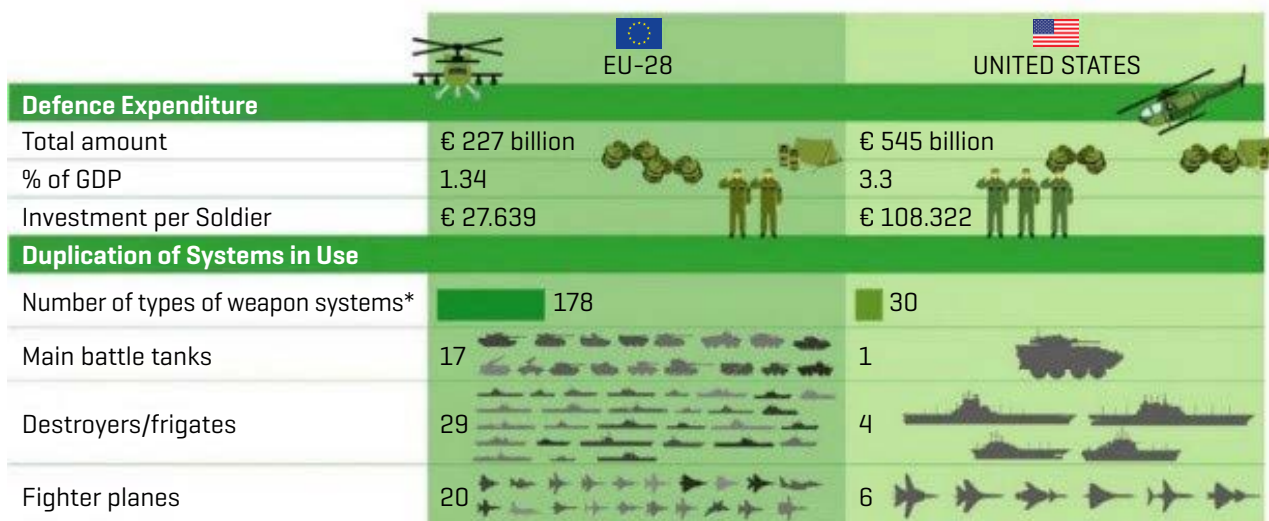 EU-28 UNITED STATES
Defence Expenditure
Total amount € 227 billion € 545 billion
% of GDP 1.34 3.3
Investment per Soldier € 27.639 € 108.322
Duplication of Systems in Use
Number of types of weapon systems* 178 30
Main battle tanks 17 1
Destroyers/frigates 29 4
Fighter planes 20 6